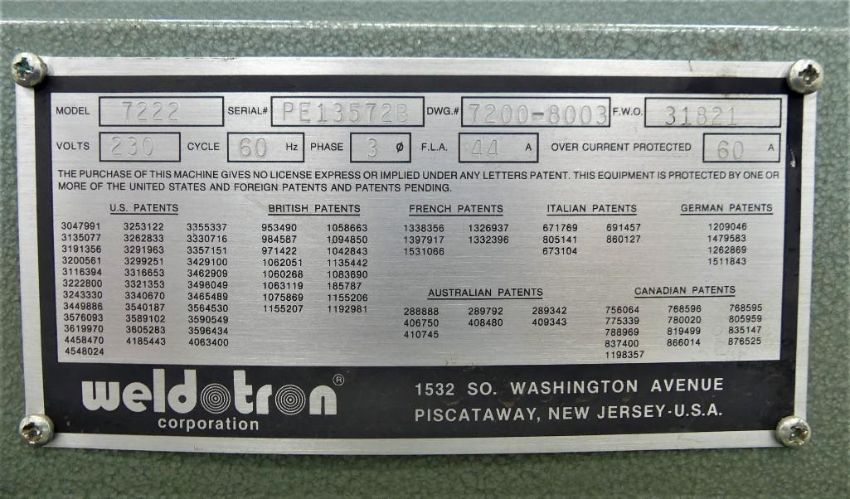 MODEL 7222 SERIAL# PE13572B DWG.# 7200-8003 F.W.O. 31821
VOLTS 230 CYCLE 60 Hz PHASE 3 Ø F.L.A. 44 A OVER CURRENT PROTECTED 60 A
THE PURCHASE OF THIS MACHINE GIVES NO LICENSE EXPRESS OR IMPLIED UNDER ANY LETTERS PATENT. THIS EQUIPMENT IS PROTECTED BY ONE OR
MORE OF THE UNITED STATES AND FOREIGN PATENTS AND PATENTS PENDING.
U.S. PATENTS
3047991 3253122 3355337
3135077 3262833 3330716
3191356 3291963 3357151
3200561 3299251 3429100
3116394 3316653 3462909
3222800 3321353 3496049
3243330 3340670 3465489
3449886 3540187 3564530
3576093 3589102 3590549
3619970 3605283 3596434
4458470 4185443 4063400
4548024
BRITISH PATENTS
953490 1058663
984587 1094850
971422 1042843
1062051 1135442
1060268 1083690
1063119 185787
1075869 1155206
1155207 1192981
FRENCH PATENTS
1338356 1326937
1397917 1332396
1531066
ITALIAN PATENTS
671769 691457
805141 860127
673104
GERMAN PATENTS
1209046
1479583
1262869
1511843
AUSTRALIAN PATENTS
288888 289792 289342
406750 408480 409343
410745
CANADIAN PATENTS
756064 768596 768595
775339 780020 805959
788969 819499 835147
837400 866014 876525
1198357
weldotron®
corporation
1532 SO. WASHINGTON AVENUE
PISCATAWAY, NEW JERSEY-U.S.A.